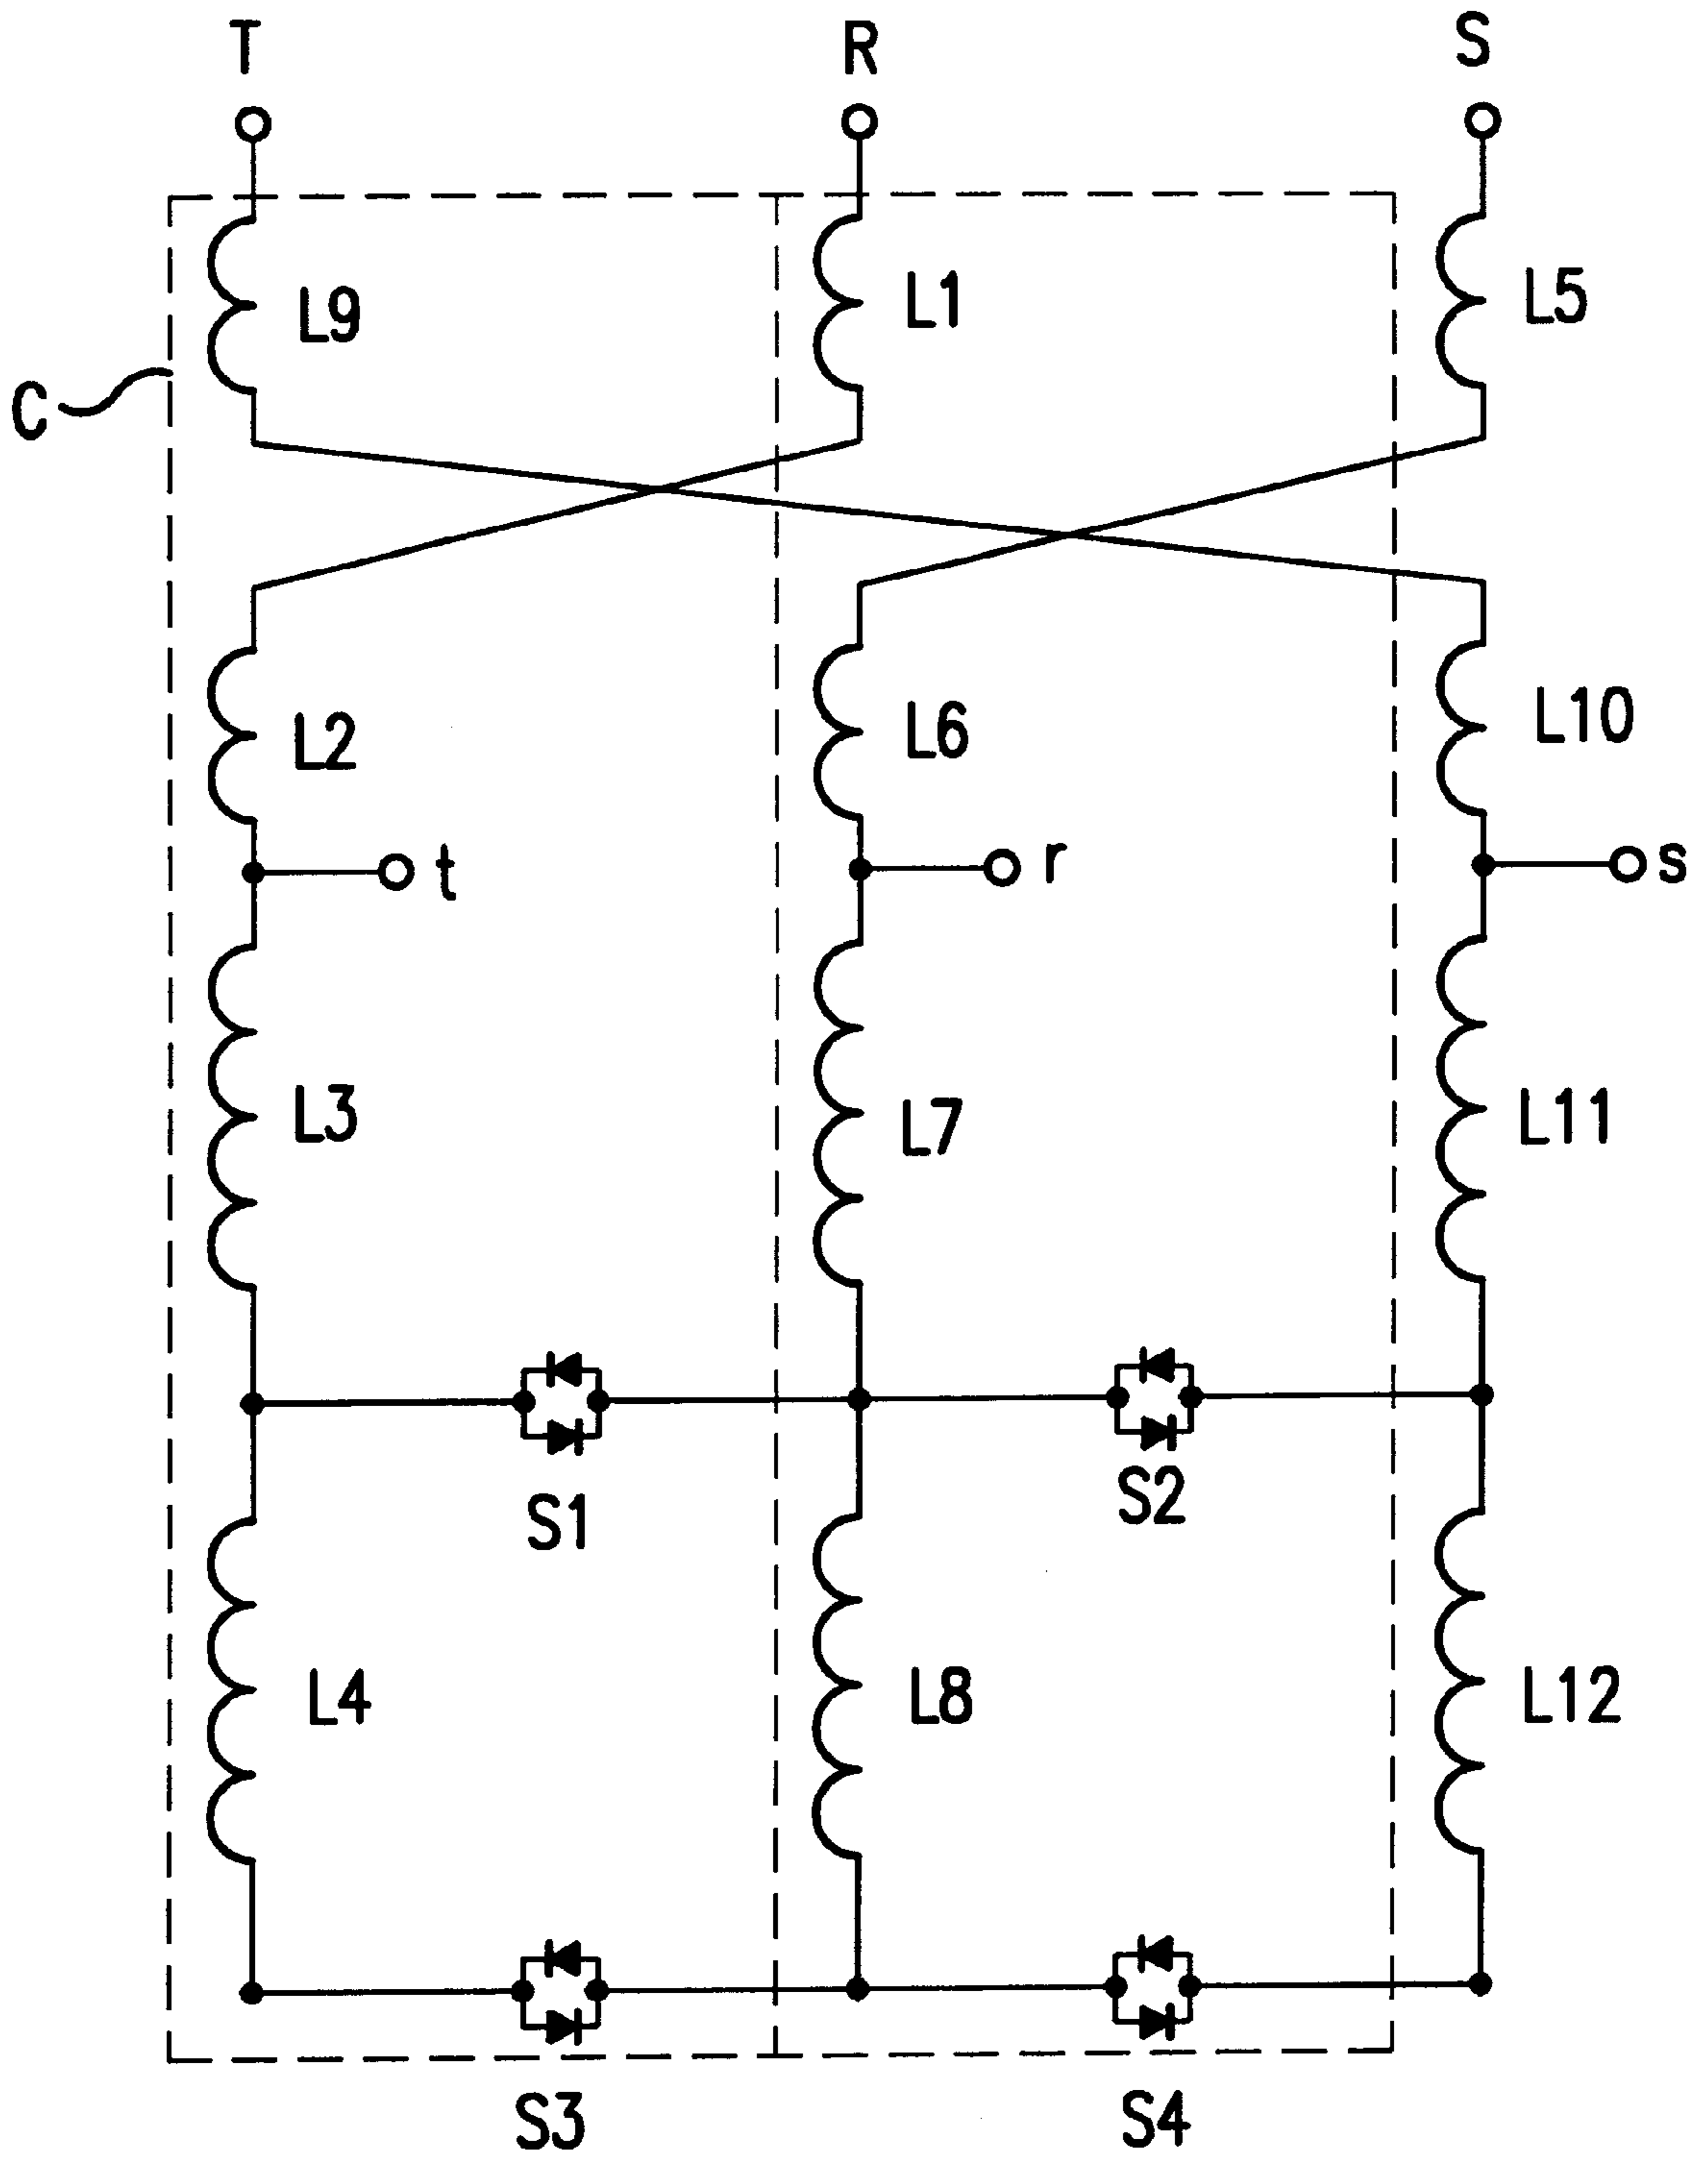 T R S
L9 L1 L5
C
L2 L6 L10
t r s
L3 L7 L11
S1 S2
L4 L8 L12
S3 S4